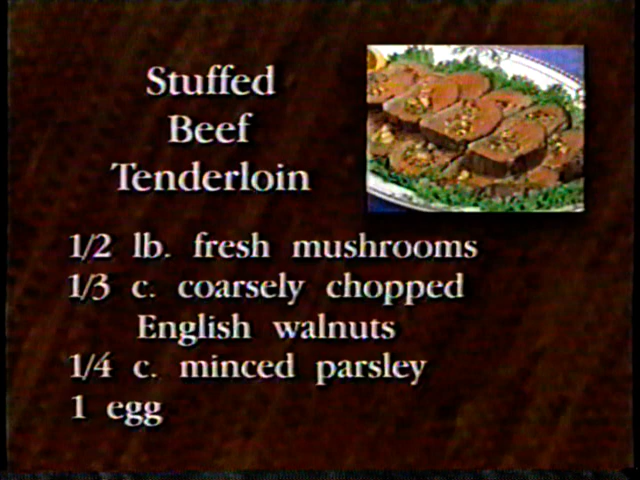 Stuffed
Beef
Tenderloin
1/2 lb. fresh mushrooms
1/3 c. coarsely chopped
English walnuts
1/4 c. minced parsley
1 egg